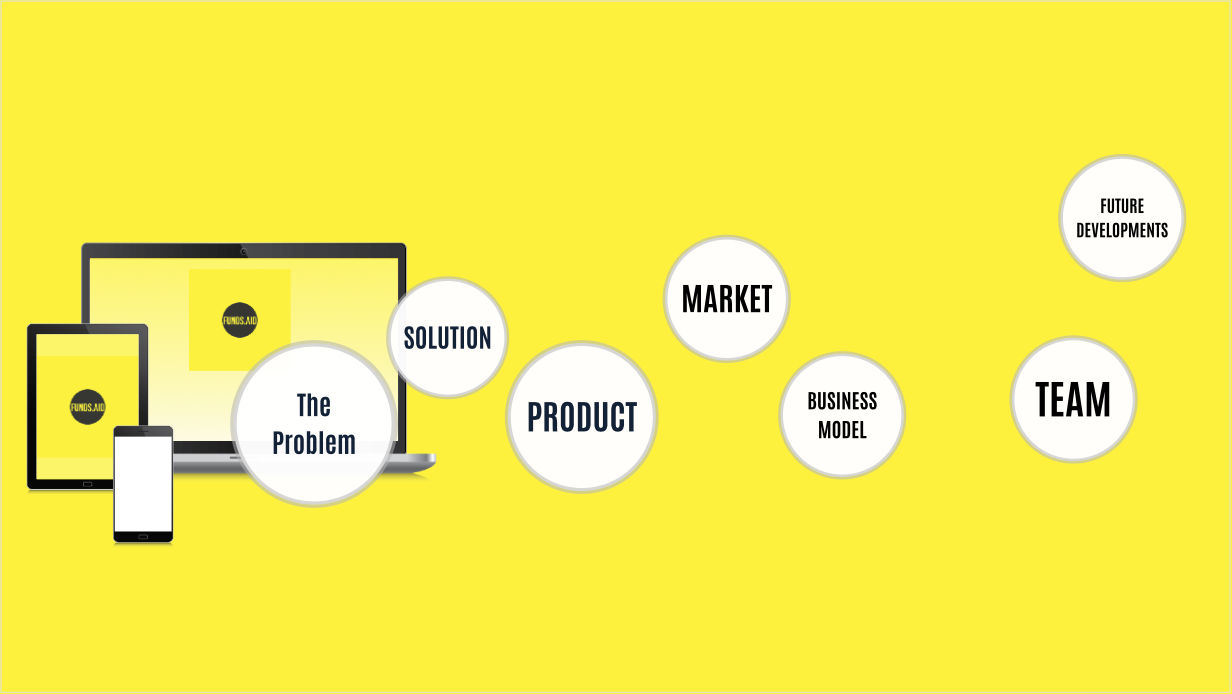 FUNDS.AID
FUNDS.AID
The
Problem
SOLUTION
PRODUCT
MARKET
BUSINESS
MODEL
TEAM
FUTURE
DEVELOPMENTS